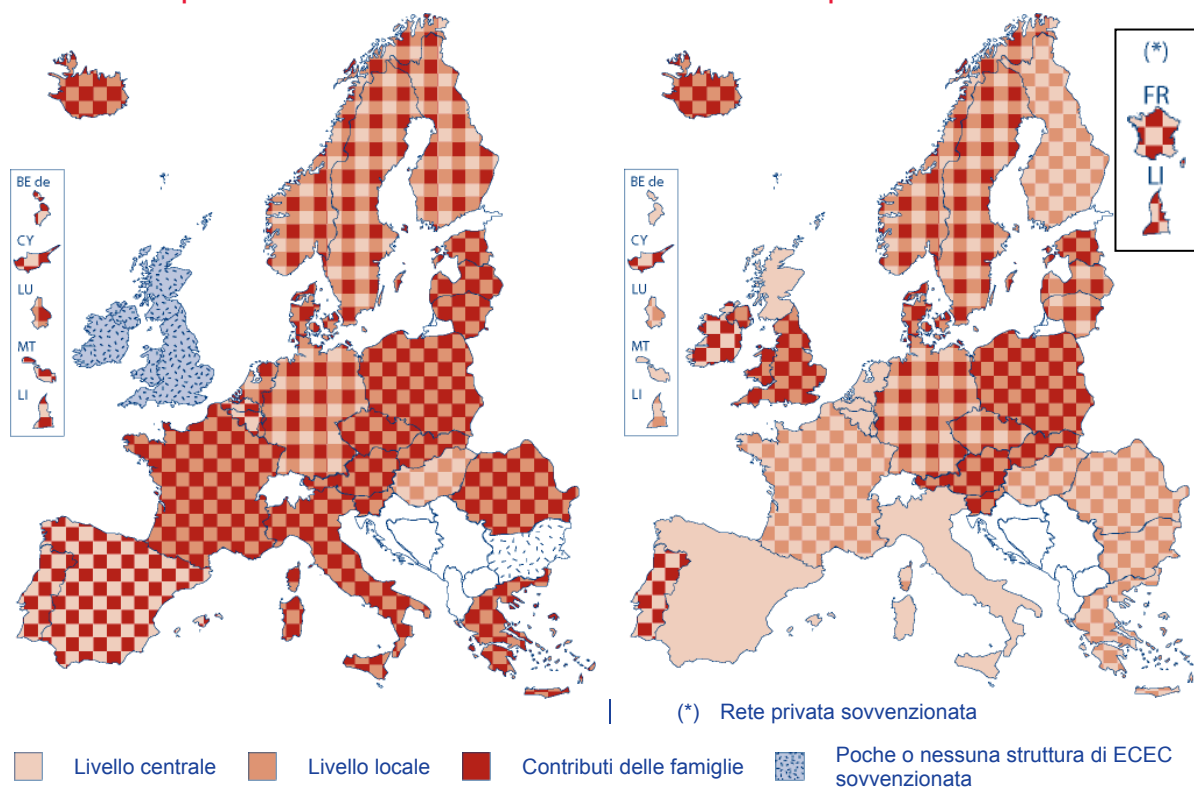 BE de
CY
LU
MT
LI
BE de
CY
LU
MT
LI
(*)
FR
LI
(*) Rete privata sovvenzionata
Livello centrale
Livello locale
Contributi delle famiglie
Poche o nessuna struttura di ECEC
sovvenzionata